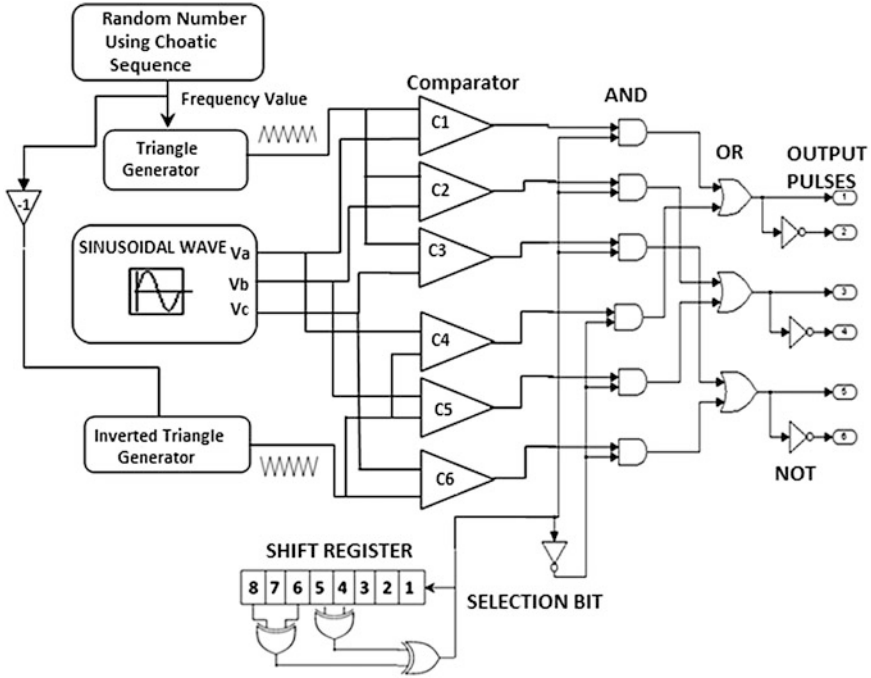 Random Number
Using Choatic
Sequence
Frequency Value
Triangle
Generator
-1
SINUSOIDAL WAVE
Va
Vb
Vc
Inverted Triangle
Generator
Comparator
C1
C2
C3
C4
C5
C6
AND
OR
OUTPUT
PULSES
1
2
3
4
5
6
NOT
SHIFT REGISTER
8 7 6 5 4 3 2 1
SELECTION BIT